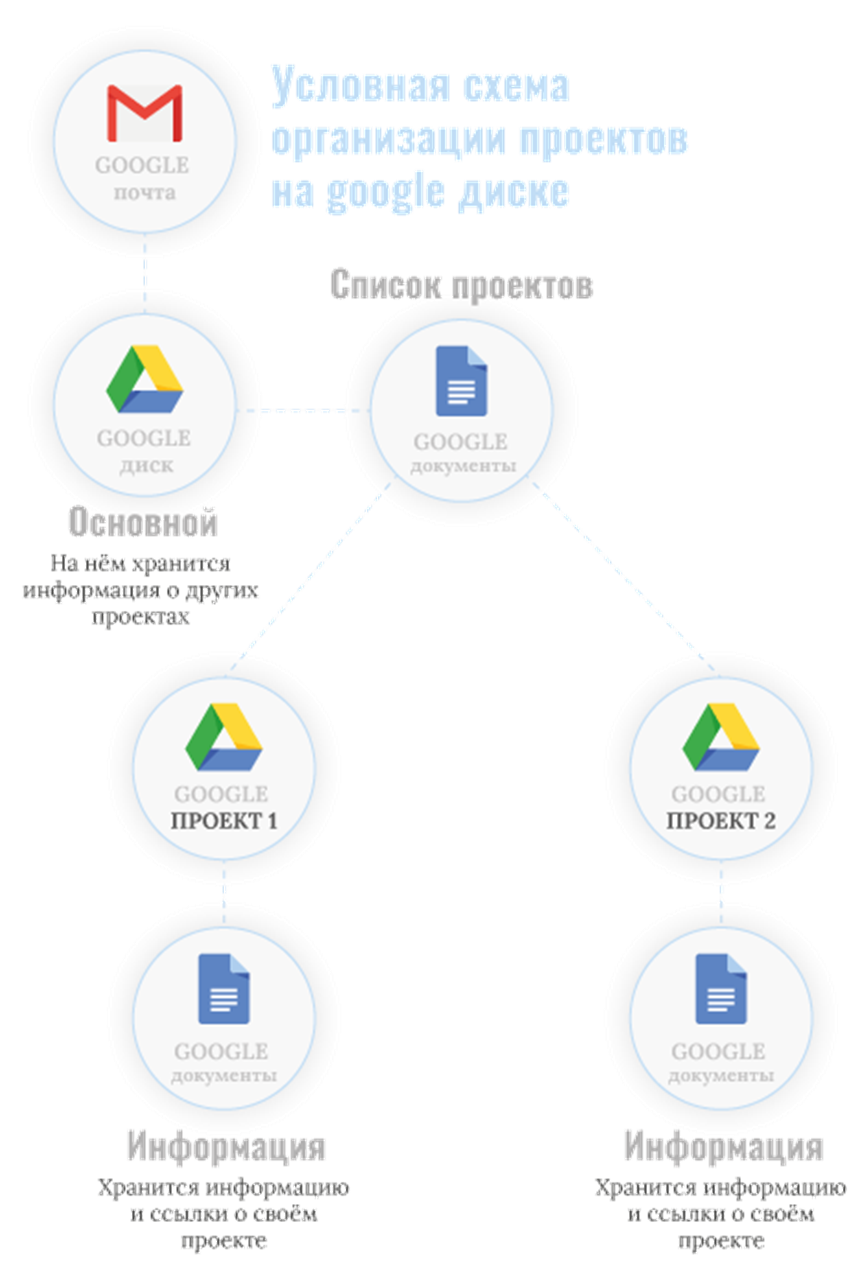 Условная схема
организации проектов
на google диске
GOOGLE
почта
Список проектов
GOOGLE
диск
GOOGLE
документы
Основной
На нём хранится
информация о других
проектах
GOOGLE
ПРОЕКТ 1
GOOGLE
ПРОЕКТ 2
GOOGLE
документы
GOOGLE
документы
Информация
Хранится информацию
и ссылки о своём
проекте
Информация
Хранится информацию
и ссылки о своём
проекте